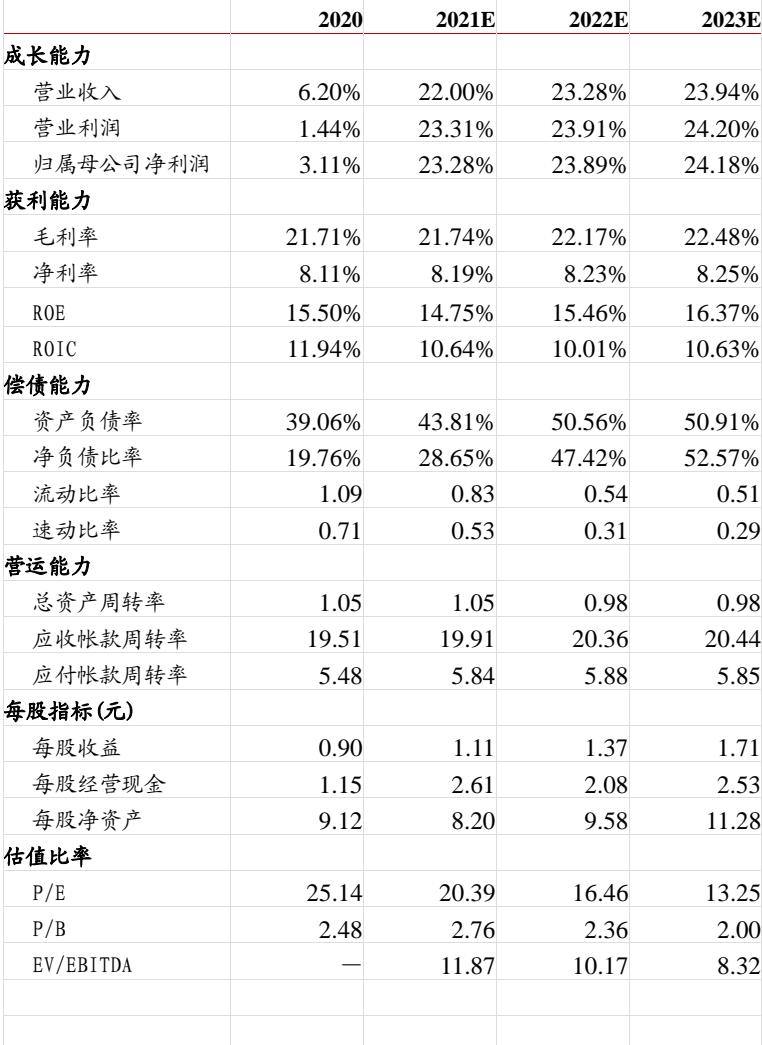 2020 2021E 2022E 2023E
成长能力
营业收入 6.20% 22.00% 23.28% 23.94%
营业利润 1.44% 23.31% 23.91% 24.20%
归属母公司净利润 3.11% 23.28% 23.89% 24.18%
获利能力
毛利率 21.71% 21.74% 22.17% 22.48%
净利率 8.11% 8.19% 8.23% 8.25%
ROE 15.50% 14.75% 15.46% 16.37%
ROIC 11.94% 10.64% 10.01% 10.63%
偿债能力
资产负债率 39.06% 43.81% 50.56% 50.91%
净负债比率 19.76% 28.65% 47.42% 52.57%
流动比率 1.09 0.83 0.54 0.51
速动比率 0.71 0.53 0.31 0.29
营运能力
总资产周转率 1.05 1.05 0.98 0.98
应收帐款周转率 19.51 19.91 20.36 20.44
应付帐款周转率 5.48 5.84 5.88 5.85
每股指标(元)
每股收益 0.90 1.11 1.37 1.71
每股经营现金 1.15 2.61 2.08 2.53
每股净资产 9.12 8.20 9.58 11.28
估值比率
P/E 25.14 20.39 16.46 13.25
P/B 2.48 2.76 2.36 2.00
EV/EBITDA — 11.87 10.17 8.32